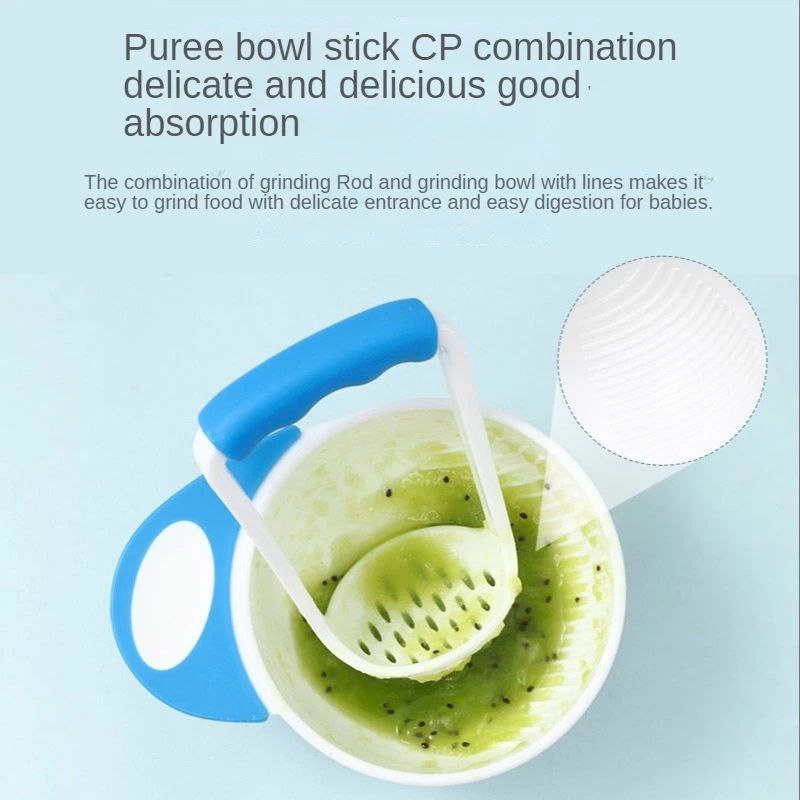 Puree bowl stick CP combination
delicate and delicious good
absorption
The combination of grinding Rod and grinding bowl with lines makes it
easy to grind food with delicate entrance and easy digestion for babies.